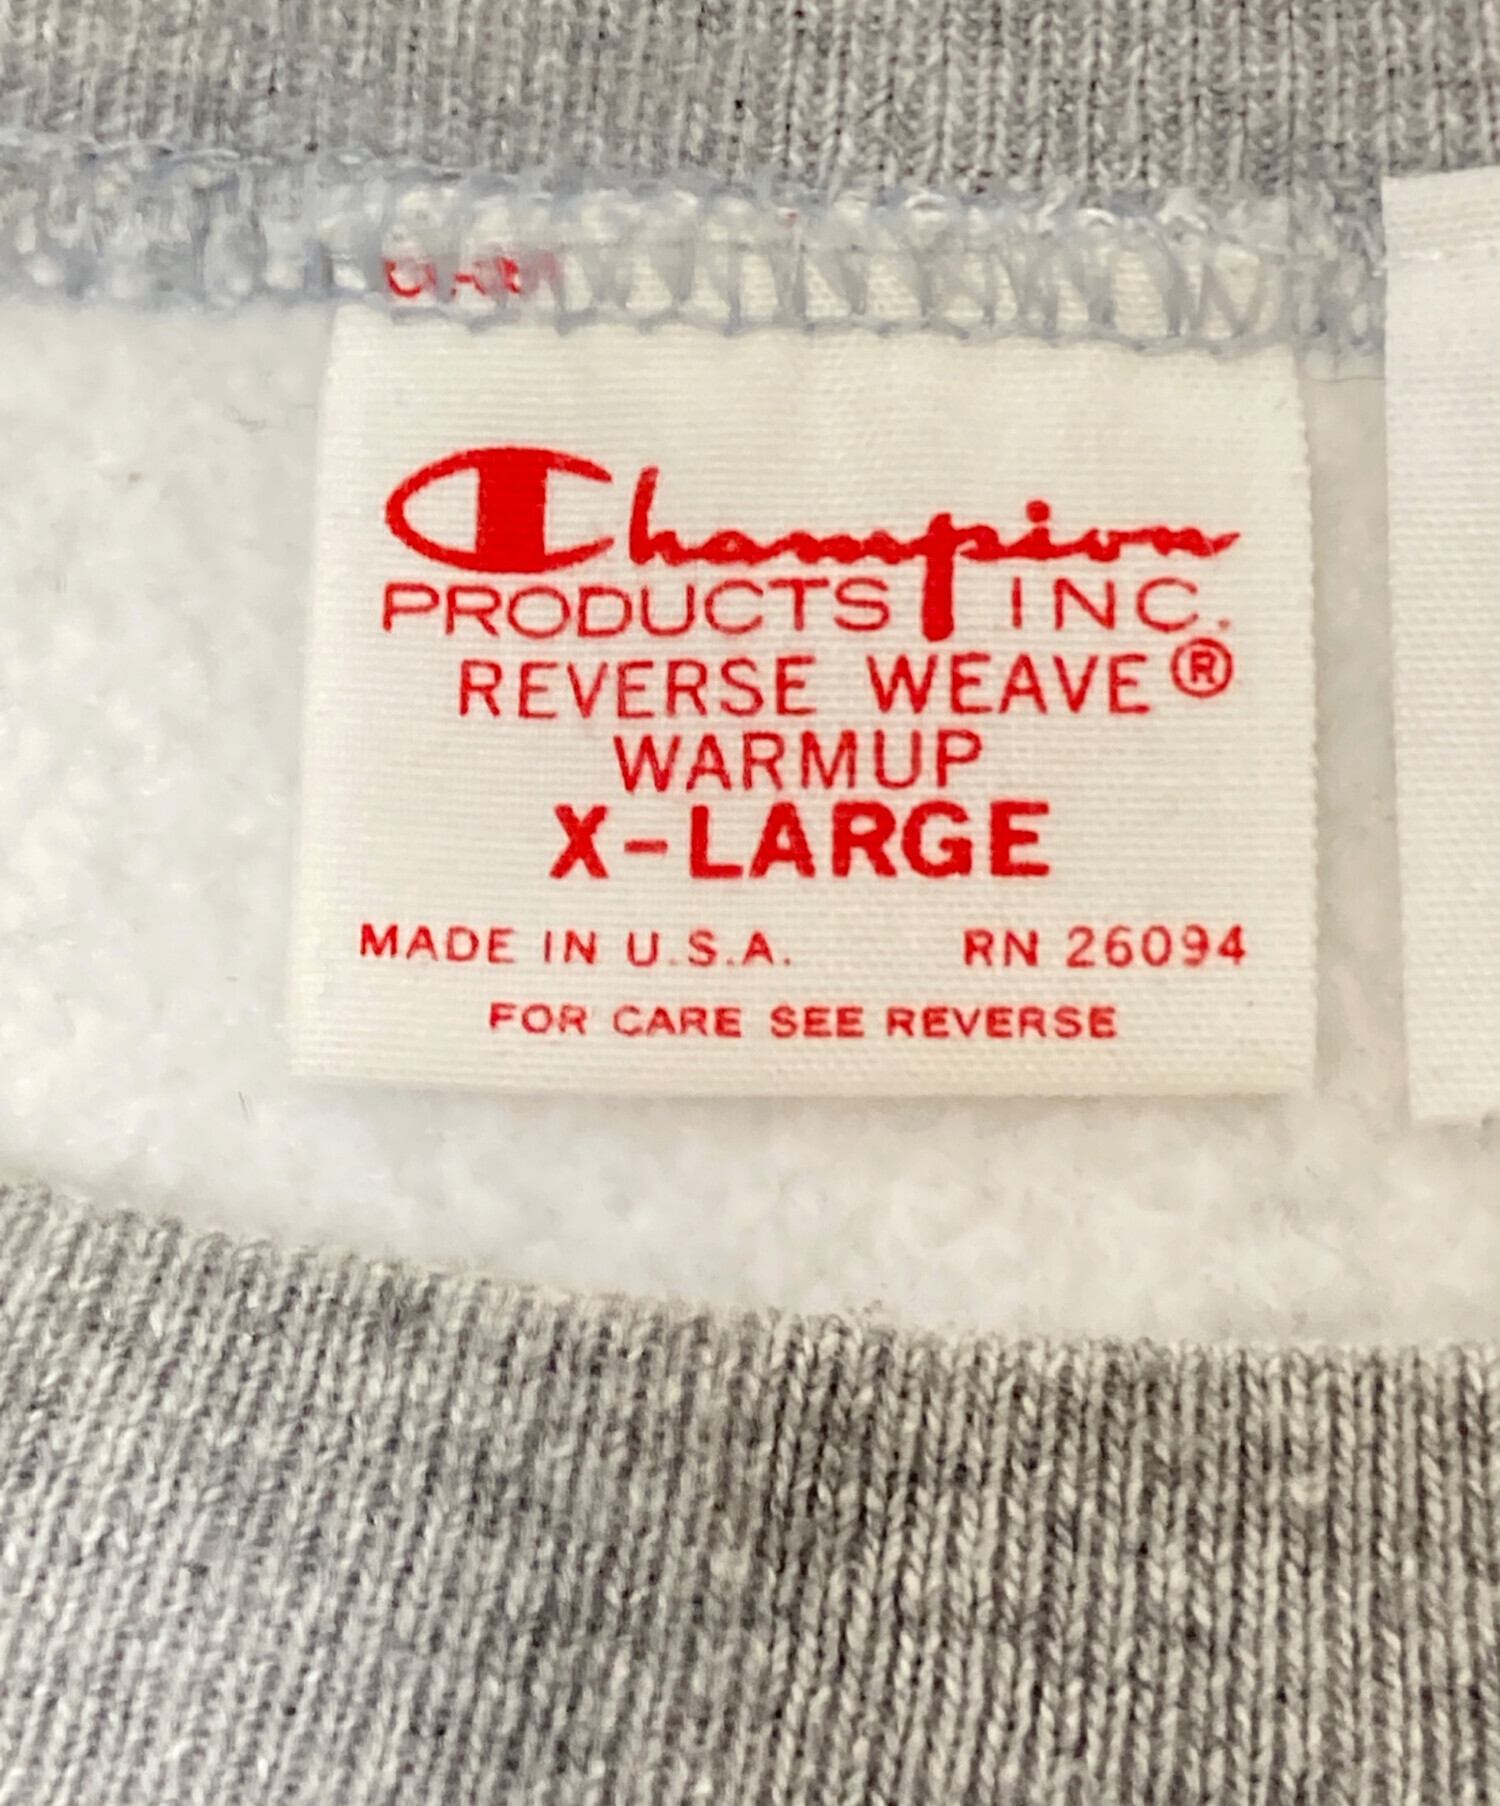 Champion
PRODUCTS INC.
REVERSE WEAVE®
WARMUP
X-LARGE
MADE IN U.S.A. RN 26094
FOR CARE SEE REVERSE